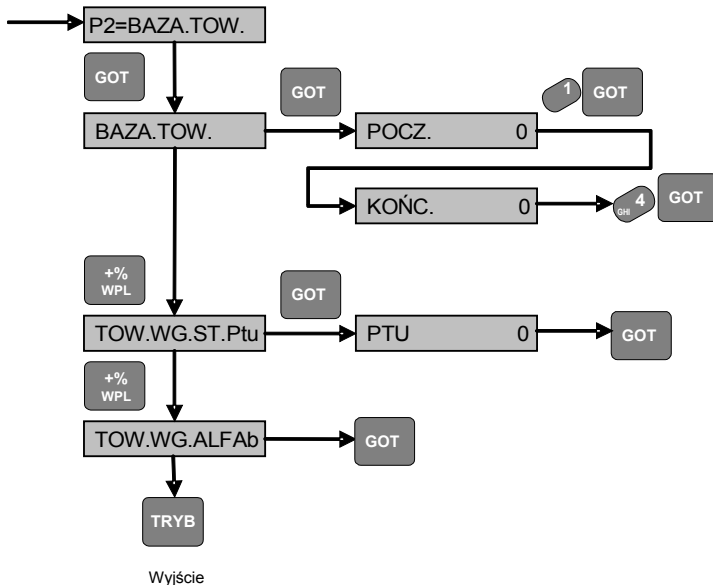 P2=BAZA.TOW.
GOT
GOT
1 GOT
BAZA.TOW.
POCZ. 0
KOŃC. 0
GHI 4 GOT
+%
WPL
GOT
TOW.WG.ST.Ptu
PTU 0
GOT
+%
WPL
TOW.WG.ALFAb
GOT
TRYB
Wyjście